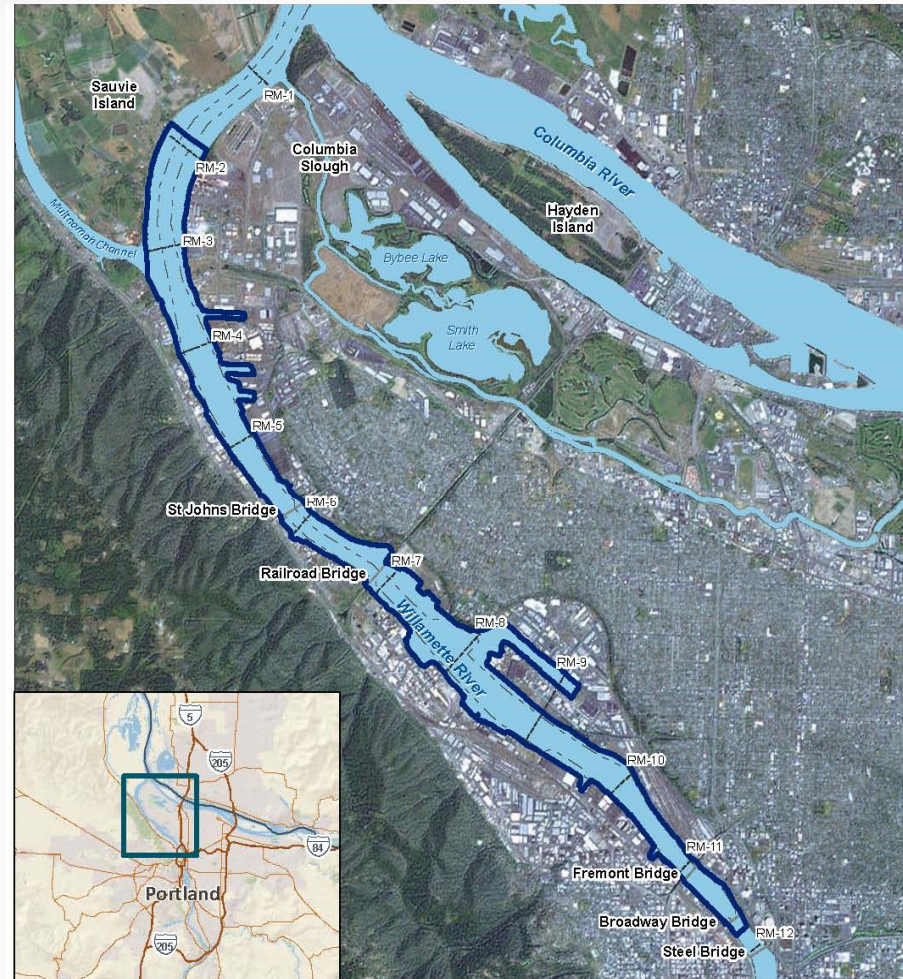 Sauvie
Island
RM-1
Columbia
Slough
Columbia River
RM-2
Hayden
Island
Multnomah Channel
RM-3
Bybee Lake
Smith
Lake
RM-4
RM-5
RM-6
St Johns Bridge
RM-7
Railroad Bridge
Willamette River
RM-8
RM-9
RM-10
RM-11
Fremont Bridge
Broadway Bridge
RM-12
Steel Bridge
5
205
84
Portland
205